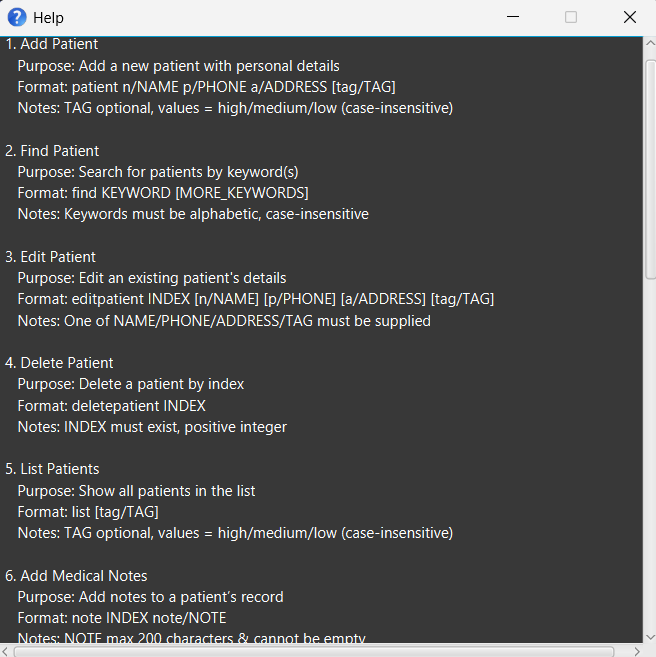 Help
1. Add Patient
Purpose: Add a new patient with personal details
Format: patient n/NAME p/PHONE a/ADDRESS [tag/TAG]
Notes: TAG optional, values = high/medium/low (case-insensitive)
2. Find Patient
Purpose: Search for patients by keyword(s)
Format: find KEYWORD [MORE_KEYWORDS]
Notes: Keywords must be alphabetic, case-insensitive
3. Edit Patient
Purpose: Edit an existing patient's details
Format: editpatient INDEX [n/NAME] [p/PHONE] [a/ADDRESS] [tag/TAG]
Notes: One of NAME/PHONE/ADDRESS/TAG must be supplied
4. Delete Patient
Purpose: Delete a patient by index
Format: deletepatient INDEX
Notes: INDEX must exist, positive integer
5. List Patients
Purpose: Show all patients in the list
Format: list [tag/TAG]
Notes: TAG optional, values = high/medium/low (case-insensitive)
6. Add Medical Notes
Purpose: Add notes to a patient’s record
Format: note INDEX note/NOTE
Notes: NOTE max 200 characters & cannot be empty